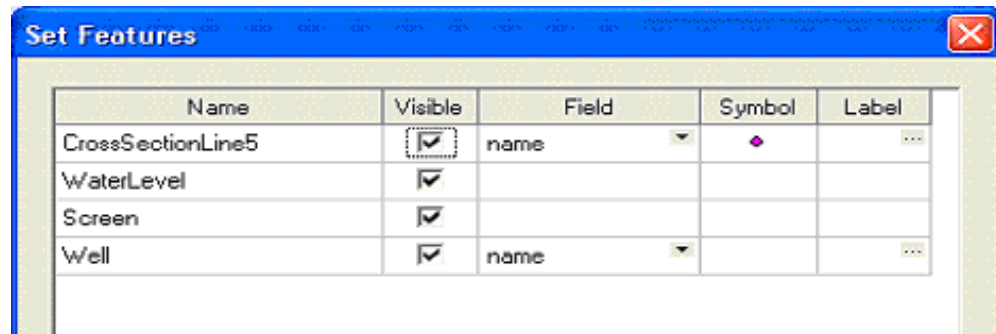 Set Features
Name Visible Field Symbol Label
CrossSectionLine5 name ...
WaterLevel
Screen
Well name ...